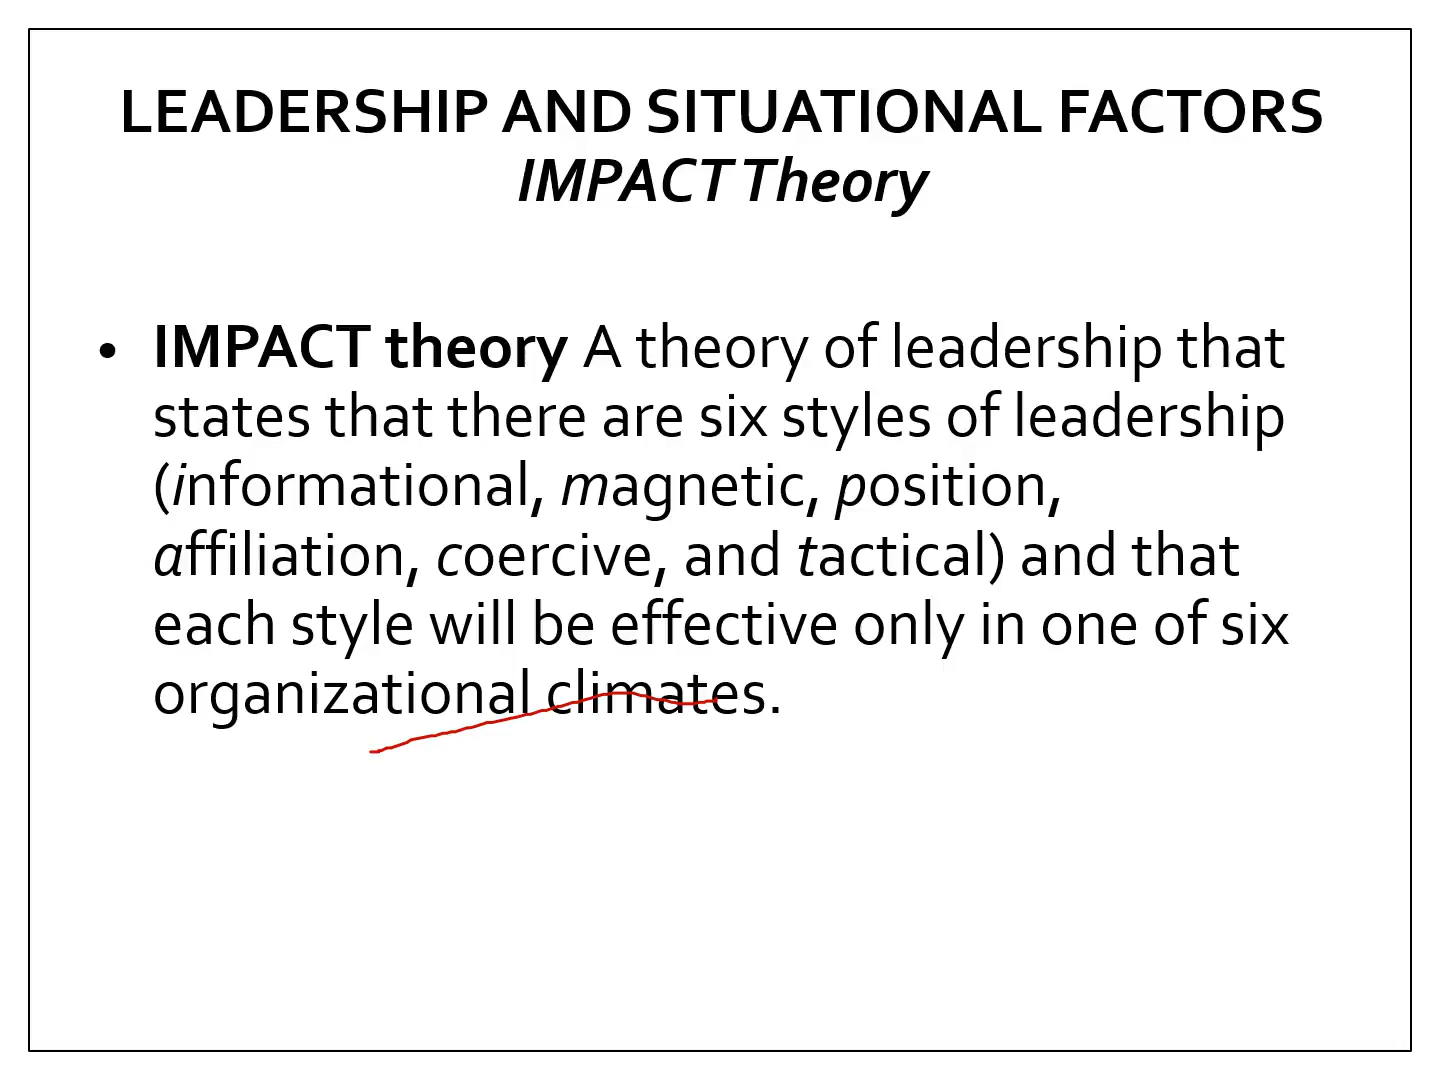 LEADERSHIP AND SITUATIONAL FACTORS
IMPACT Theory
• IMPACT theory A theory of leadership that
states that there are six styles of leadership
(informational, magnetic, position,
affiliation, coercive, and tactical) and that
each style will be effective only in one of six
organizational climates.